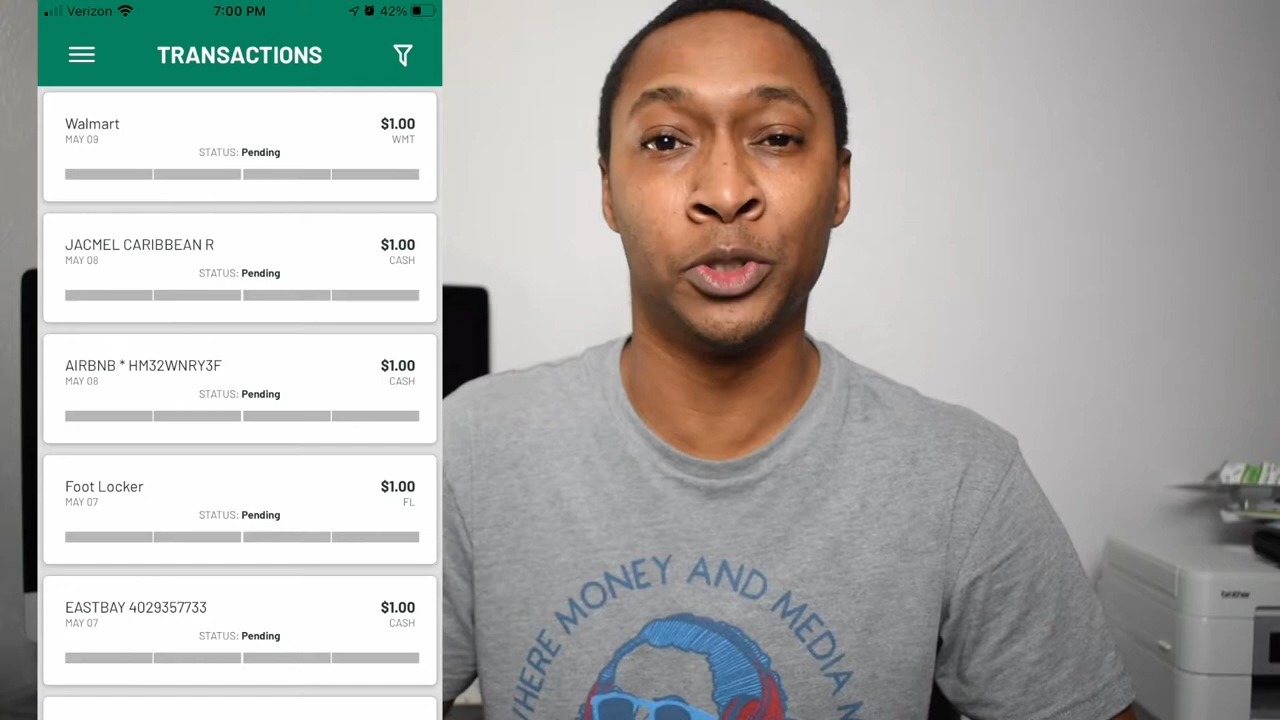 Verizon 7:00 PM 42%
TRANSACTIONS
Walmart $1.00
MAY 09 WMT
STATUS: Pending
JACMEL CARIBBEAN R $1.00
MAY 08 CASH
STATUS: Pending
AIRBNB * HM32WNRY3F $1.00
MAY 08 CASH
STATUS: Pending
Foot Locker $1.00
MAY 07 FL
STATUS: Pending
EASTBAY 4029357733 $1.00
MAY 07 CASH
STATUS: Pending
WHERE MONEY AND MEDIA
brother